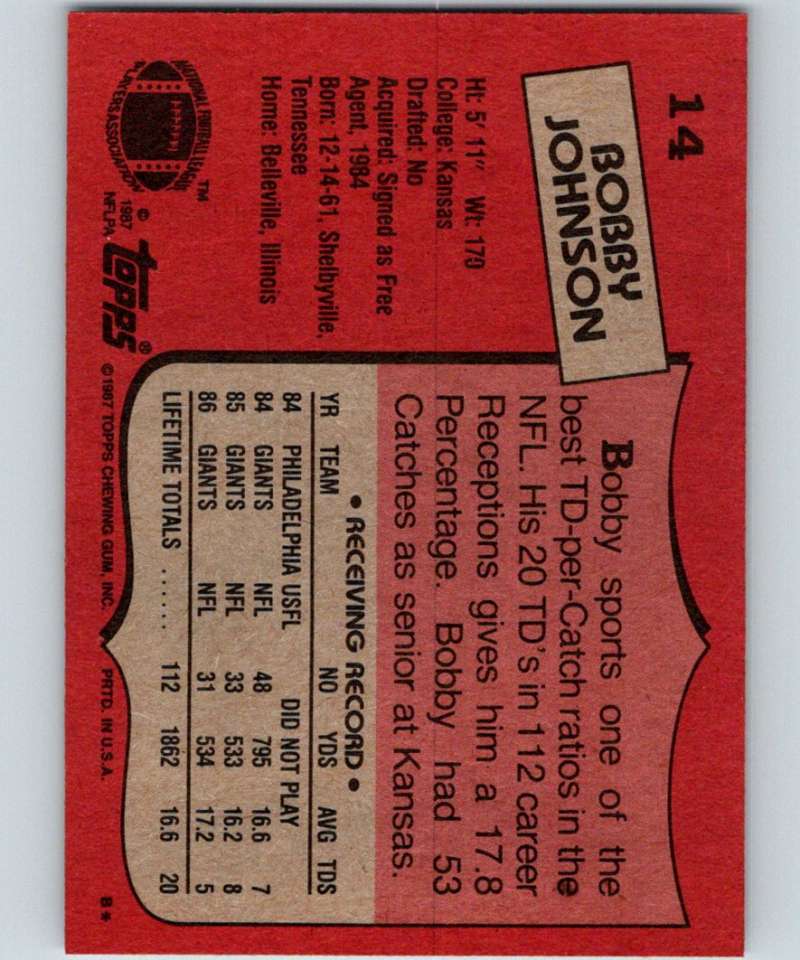 14
BOBBY
JOHNSON
Ht: 5' 11" Wt: 170
College: Kansas
Drafted: No
Acquired: Signed as Free
Agent, 1984
Born: 12-14-61, Shelbyville,
Tennessee
Home: Belleville, Illinois
NATIONAL FOOTBALL LEAGUE
PLAYERS ASSOCIATION
TM
© 1987
NFLPA
topps®
Bobby sports one of the
best TD-per-Catch ratios in the
NFL. His 20 TD's in 112 career
Receptions gives him a 17.8
Percentage. Bobby had 53
Catches as senior at Kansas.
• RECEIVING RECORD •
YR TEAM NO YDS AVG TDS
84 PHILADELPHIA USFL DID NOT PLAY
84 GIANTS NFL 48 795 16.6 7
85 GIANTS NFL 33 533 16.2 8
86 GIANTS NFL 31 534 17.2 5
LIFETIME TOTALS ...... 112 1862 16.6 20
©1987 TOPPS CHEWING GUM, INC. PRTD. IN U.S.A. B*